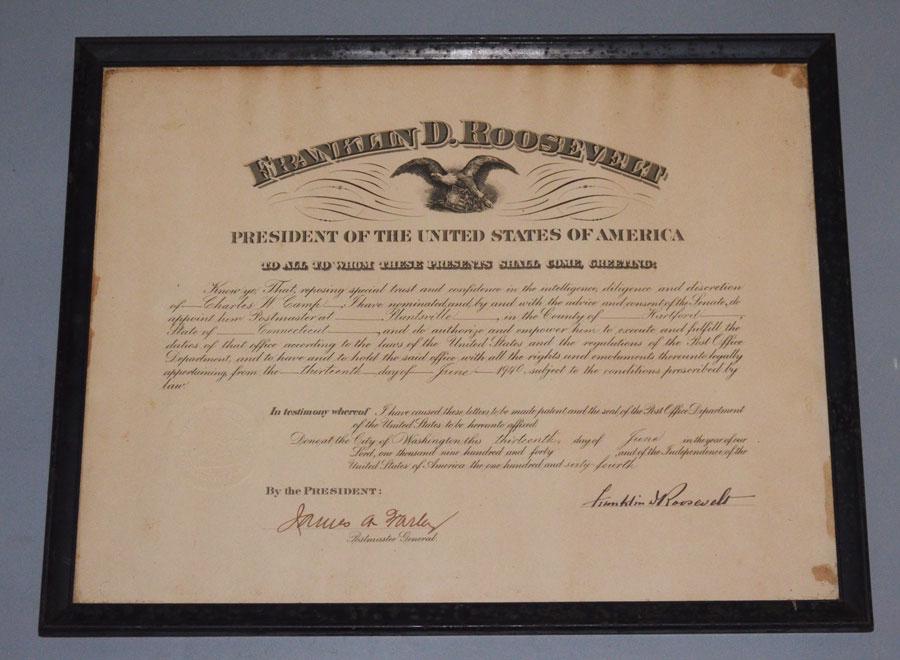 FRANKLIN D. ROOSEVELT
PRESIDENT OF THE UNITED STATES OF AMERICA
TO ALL TO WHOM THESE PRESENTS SHALL COME, GREETING:
Know ye, That, reposing special trust and confidence in the intelligence, diligence and discretion
of Charles W. Camp, I have nominated, and, by and with the advice and consent of the Senate, do
appoint him Postmaster at Plantsville, in the County of Hartford,
State of Connecticut, and do authorize and empower him to execute and fulfill the
duties of that office according to the laws of the United States and the regulations of the Post Office
Department, and to have and to hold the said office, with all the rights and emoluments thereunto legally
appertaining, from the thirteenth day of June 1940, subject to the conditions prescribed by
law.
In testimony whereof I have caused these letters to be made patent and the seal of the Post Office Department
of the United States to be hereunto affixed.
Done at the City of Washington this thirteenth day of June in the year of our
Lord, one thousand nine hundred and forty, and of the Independence of the
United States of America the one hundred and sixty-fourth
By the PRESIDENT:
Franklin D Roosevelt
James A Farley
Postmaster General.